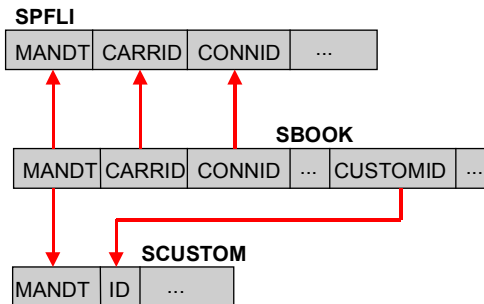 SPFLI
MANDT CARRID CONNID ...
SBOOK
MANDT CARRID CONNID ... CUSTOMID ...
SCUSTOM
MANDT ID ...